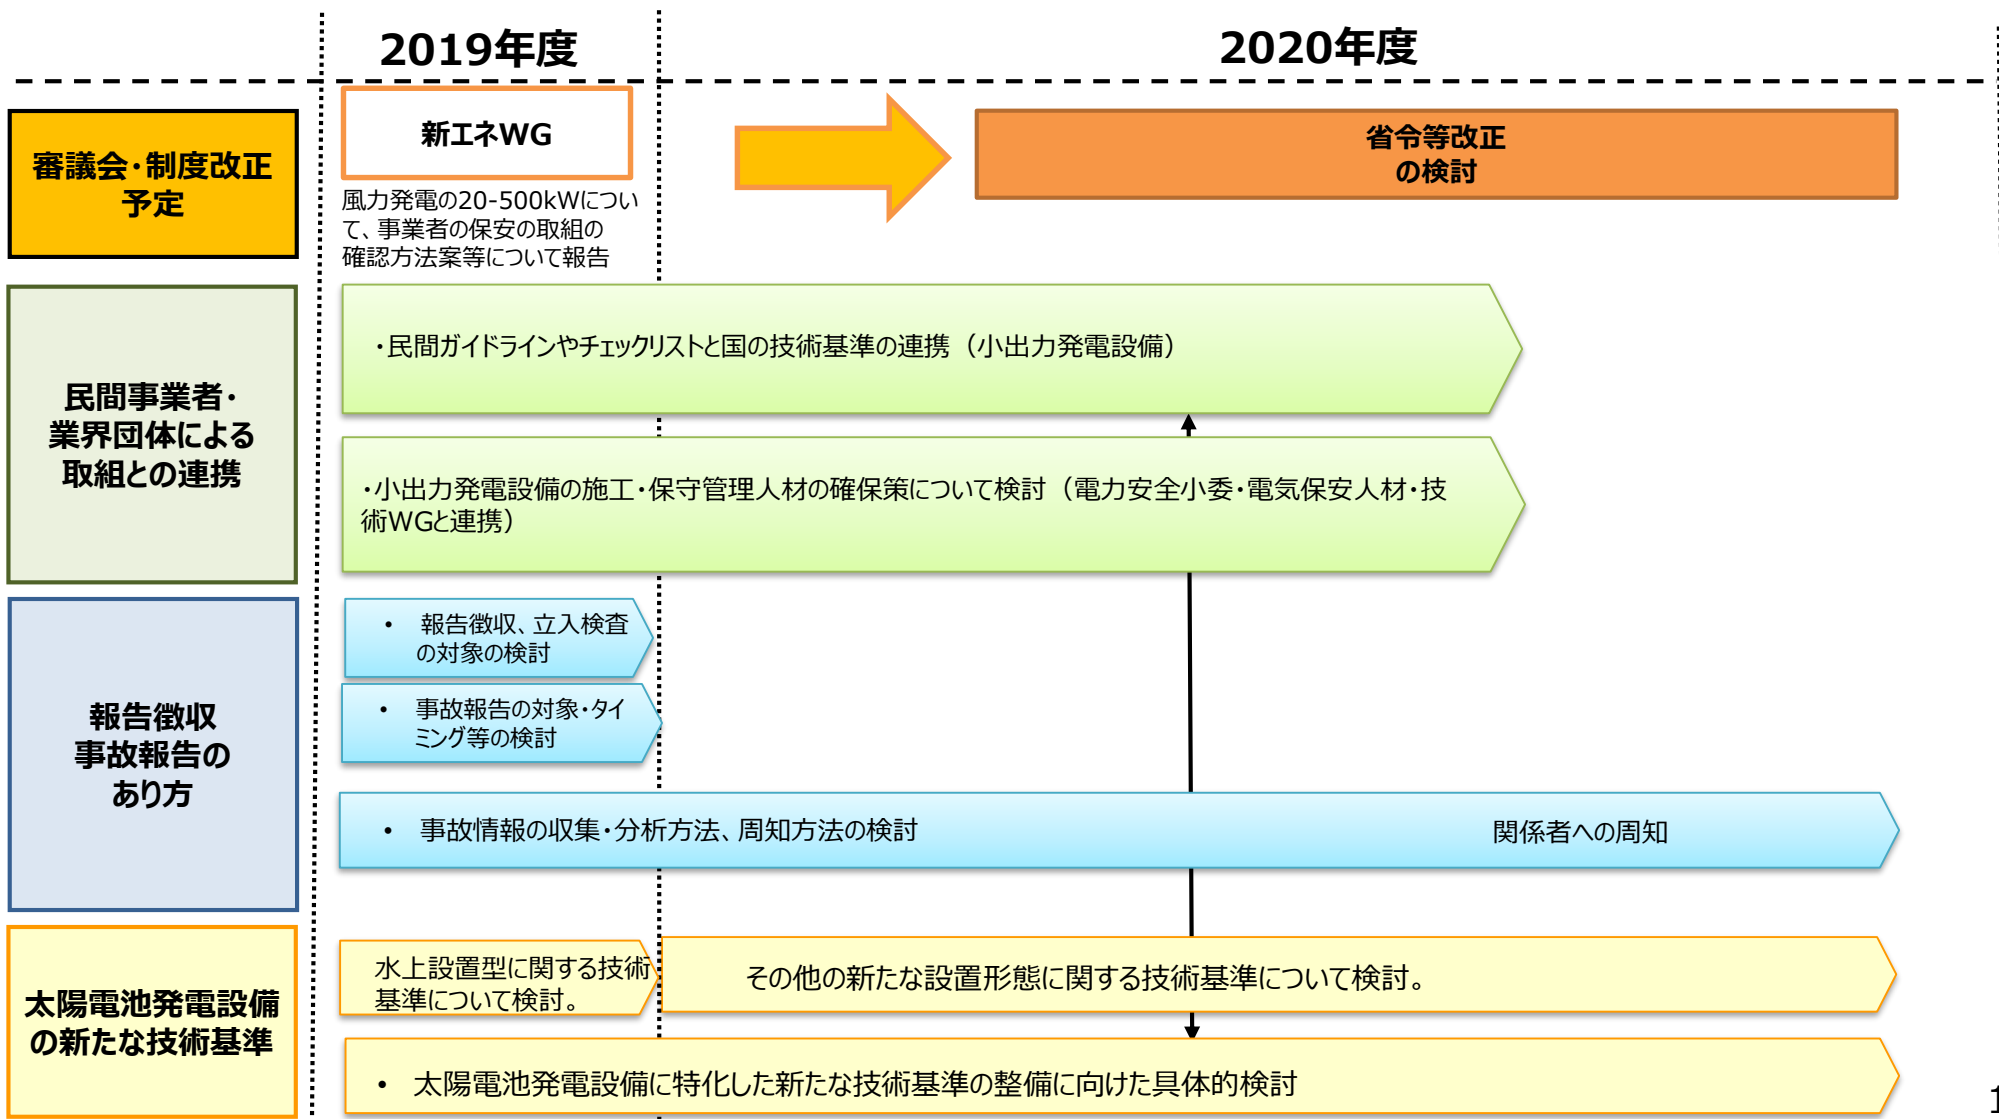 2019年度
2020年度
審議会・制度改正
予定
新エネWG
風力発電の20-500kWについ
て、事業者の保安の取組の
確認方法案等について報告
省令等改正
の検討
民間事業者・
業界団体による
取組との連携
・民間ガイドラインやチェックリストと国の技術基準の連携（小出力発電設備）
・小出力発電設備の施工・保守管理人材の確保策について検討（電力安全小委・電気保安人材・技
術WGと連携）
報告徴収
事故報告の
あり方
• 報告徴収、立入検査
の対象の検討
• 事故報告の対象・タイ
ミング等の検討
• 事故情報の収集・分析方法、周知方法の検討 関係者への周知
太陽電池発電設備
の新たな技術基準
水上設置型に関する技術
基準について検討。
その他の新たな設置形態に関する技術基準について検討。
• 太陽電池発電設備に特化した新たな技術基準の整備に向けた具体的検討